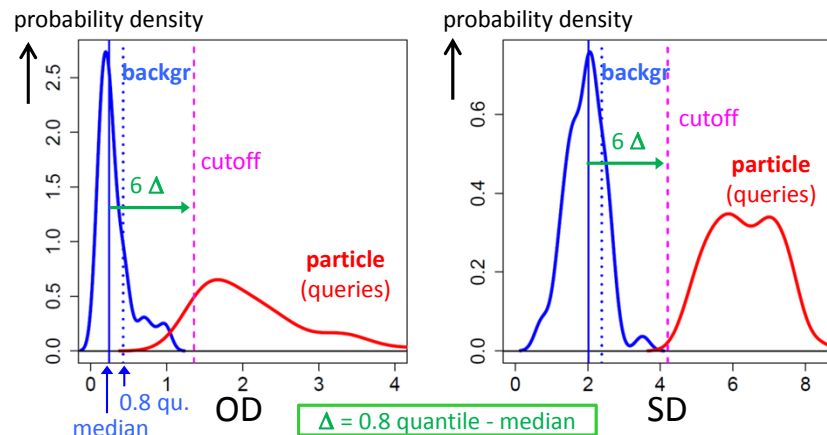 probability density
backgr
cutoff
6 Δ
particle
(queries)
0.0 0.5 1.0 1.5 2.0 2.5
0 1 2 3 4
median
0.8 qu.
OD
probability density
backgr
cutoff
6 Δ
particle
(queries)
0.0 0.2 0.4 0.6
0 2 4 6 8
SD
Δ = 0.8 quantile - median